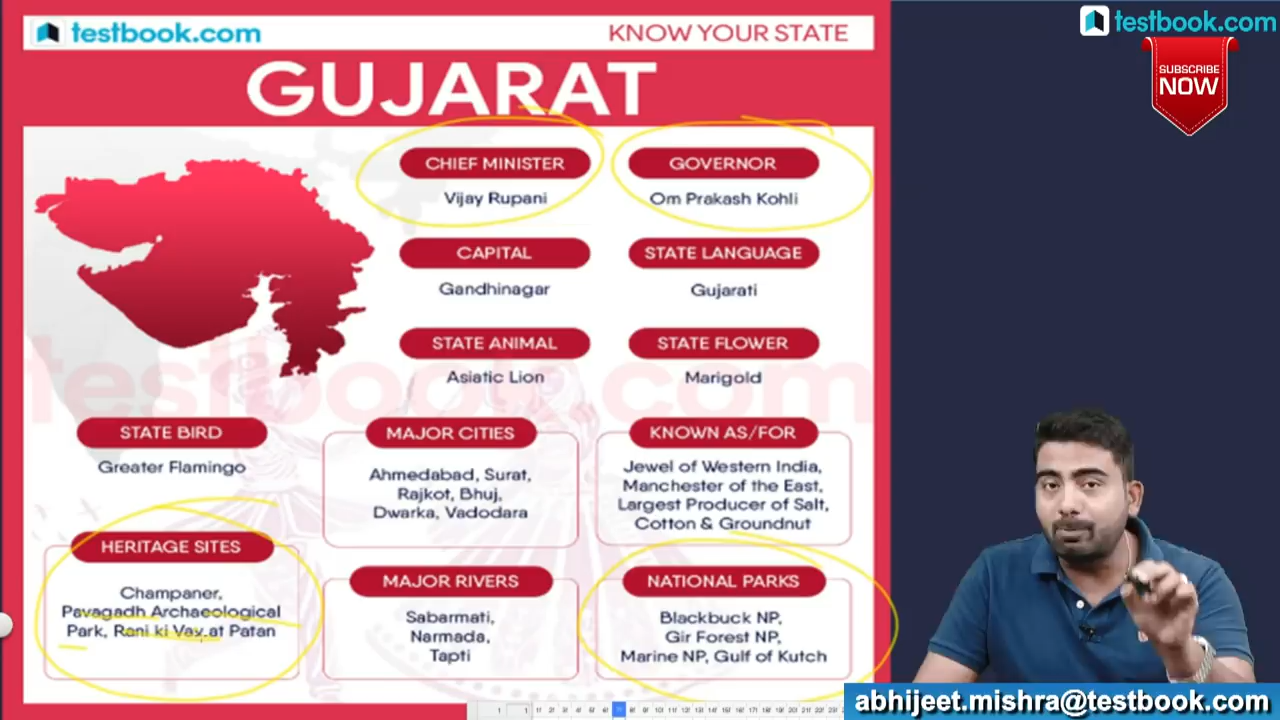 testbook.com
KNOW YOUR STATE
testbook.com
SUBSCRIBE
NOW
GUJARAT
CHIEF MINISTER
Vijay Rupani
GOVERNOR
Om Prakash Kohli
CAPITAL
Gandhinagar
STATE LANGUAGE
Gujarati
STATE ANIMAL
Asiatic Lion
STATE FLOWER
Marigold
testbook.com
STATE BIRD
Greater Flamingo
MAJOR CITIES
Ahmedabad, Surat,
Rajkot, Bhuj,
Dwarka, Vadodara
KNOWN AS/FOR
Jewel of Western India,
Manchester of the East,
Largest Producer of Salt,
Cotton & Groundnut
HERITAGE SITES
Champaner,
Pavagadh Archaeological
Park, Rani ki Vav,at Patan
MAJOR RIVERS
Sabarmati,
Narmada,
Tapti
NATIONAL PARKS
Blackbuck NP,
Gir Forest NP,
Marine NP, Gulf of Kutch
abhijeet.mishra@testbook.com